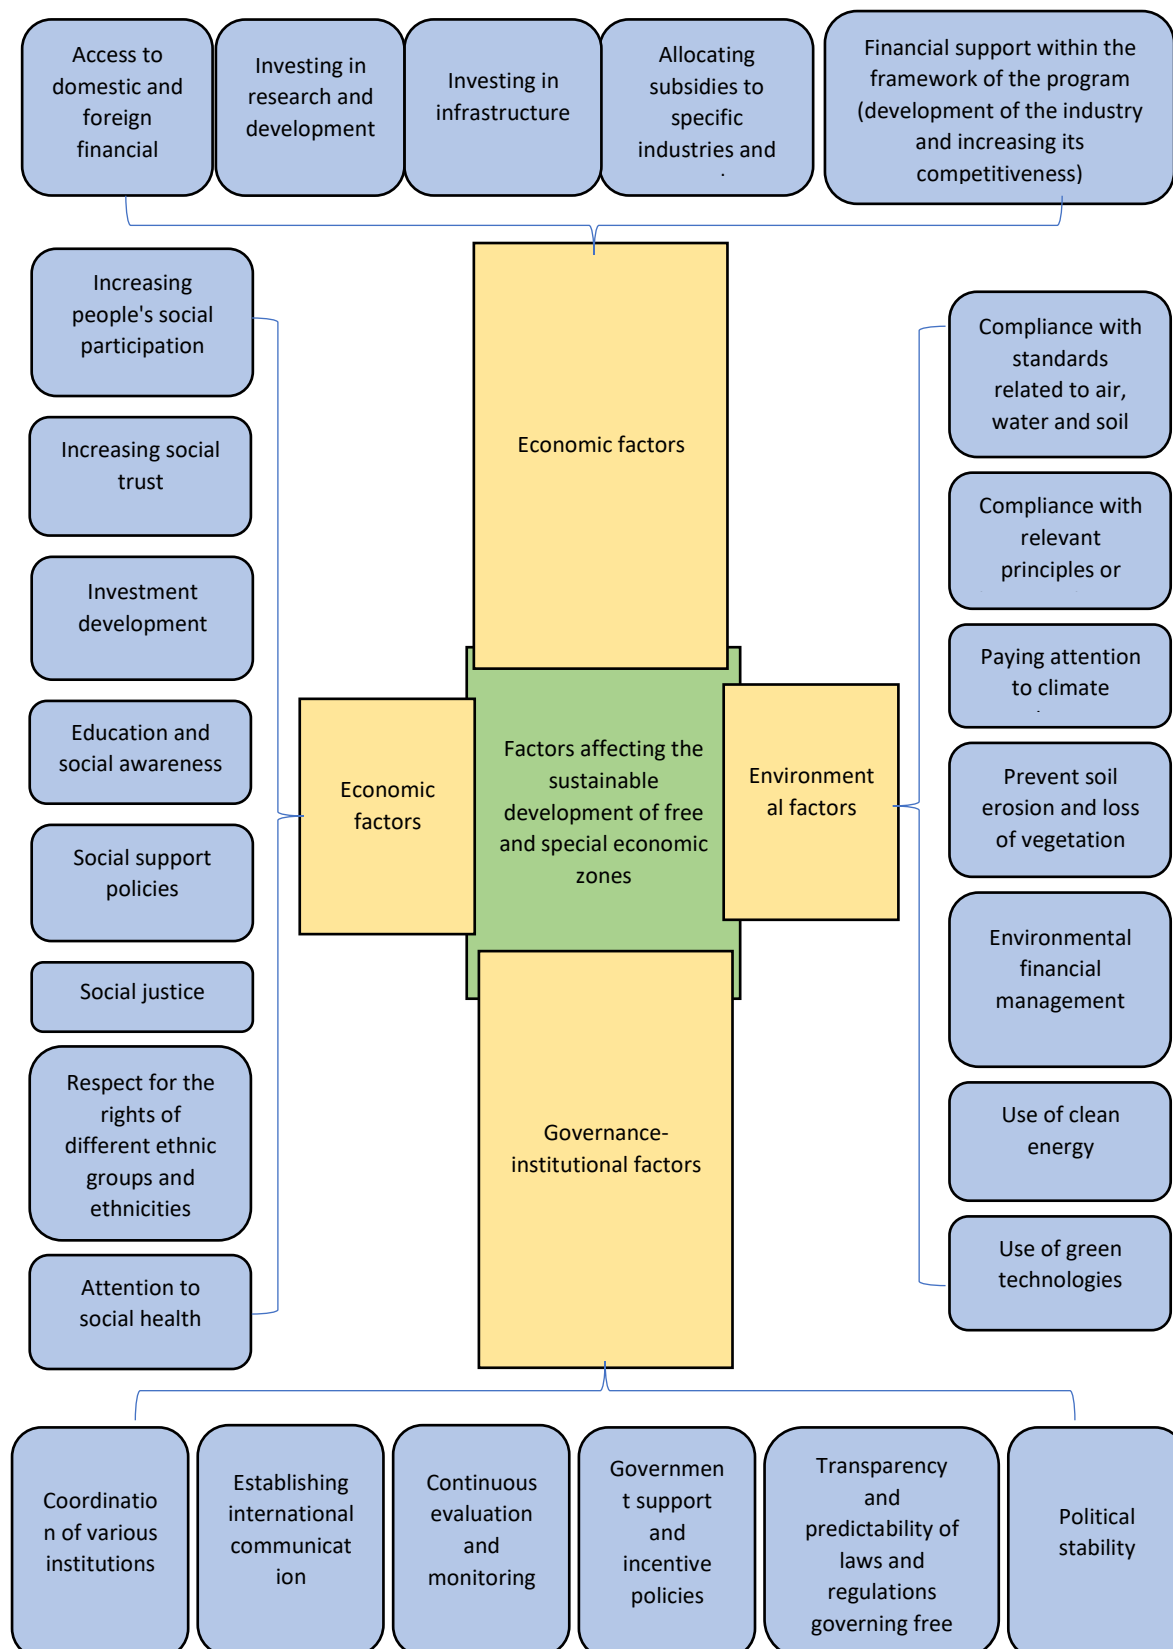 Access to
domestic and
foreign
financial
Investing in
research and
development
Investing in
infrastructure
Allocating
subsidies to
specific
industries and
Financial support within the
framework of the program
(development of the industry
and increasing its
competitiveness)
Increasing
people's social
participation
Increasing social
trust
Investment
development
Education and
social awareness
Social support
policies
Social justice
Respect for the
rights of
different ethnic
groups and
ethnicities
Attention to
social health
Economic factors
Economic
factors
Factors affecting the
sustainable
development of free
and special economic
zones
Environment
al factors
Governance-
institutional factors
Compliance with
standards
related to air,
water and soil
Compliance with
relevant
principles or
Paying attention
to climate
Prevent soil
erosion and loss
of vegetation
Environmental
financial
management
Use of clean
energy
Use of green
technologies
Coordinatio
n of various
institutions
Establishing
international
communicat
ion
Continuous
evaluation
and
monitoring
Governmen
t support
and
incentive
policies
Transparency
and
predictability of
laws and
regulations
governing free
Political
stability